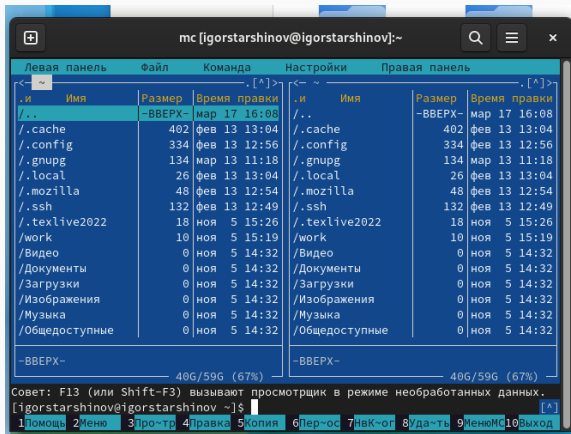 mc [igorstarshinov@igorstarshinov]:~
Левая панель Файл Команда Настройки Правая панель
<— ~ .[^]> <— ~ .[^]>
.и Имя Размер Время правки .и Имя Размер Время правки
/.. -ВВЕРХ- мар 17 16:08 /.. -ВВЕРХ- мар 17 16:08
/.cache 402 фев 13 13:04 /.cache 402 фев 13 13:04
/.config 334 фев 13 12:56 /.config 334 фев 13 12:56
/.gnupg 134 мар 13 11:18 /.gnupg 134 мар 13 11:18
/.local 26 фев 13 13:04 /.local 26 фев 13 13:04
/.mozilla 48 фев 13 12:54 /.mozilla 48 фев 13 12:54
/.ssh 132 фев 13 12:49 /.ssh 132 фев 13 12:49
/.texlive2022 18 ноя 5 15:26 /.texlive2022 18 ноя 5 15:26
/work 10 ноя 5 15:19 /work 10 ноя 5 15:19
/Видео 0 ноя 5 14:32 /Видео 0 ноя 5 14:32
/Документы 0 ноя 5 14:32 /Документы 0 ноя 5 14:32
/Загрузки 0 ноя 5 14:32 /Загрузки 0 ноя 5 14:32
/Изображения 0 ноя 5 14:32 /Изображения 0 ноя 5 14:32
/Музыка 0 ноя 5 14:32 /Музыка 0 ноя 5 14:32
/Общедоступные 0 ноя 5 14:32 /Общедоступные 0 ноя 5 14:32
-ВВЕРХ- -ВВЕРХ-
40G/59G (67%) 40G/59G (67%)
Совет: F13 (или Shift-F3) вызывают просмотрщик в режиме необработанных данных.
[igorstarshinov@igorstarshinov ~]$ [^]
1Помощь 2Меню 3Про~тр 4Правка 5Копия 6Пер~ос 7НвК~ог 8Уда~ть 9МенюMC 10Выход